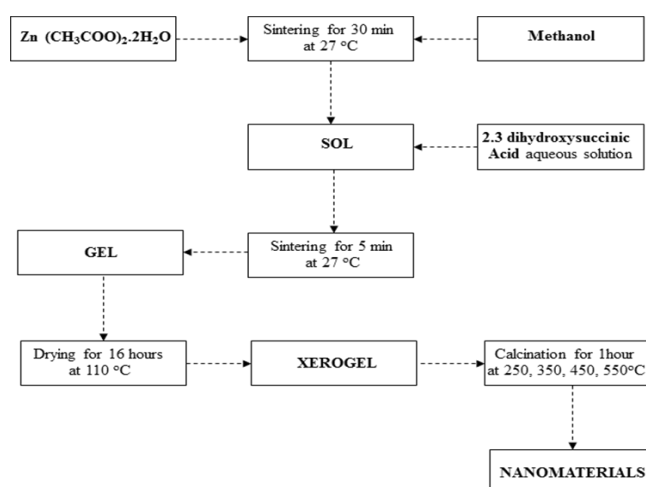 Zn (CH₃COO)₂.2H₂O
Sintering for 30 min
at 27 °C
Methanol
SOL
2.3 dihydroxysuccinic
Acid aqueous solution
GEL
Sintering for 5 min
at 27 °C
Drying for 16 hours
at 110 °C
XEROGEL
Calcination for 1hour
at 250, 350, 450, 550°C
NANOMATERIALS